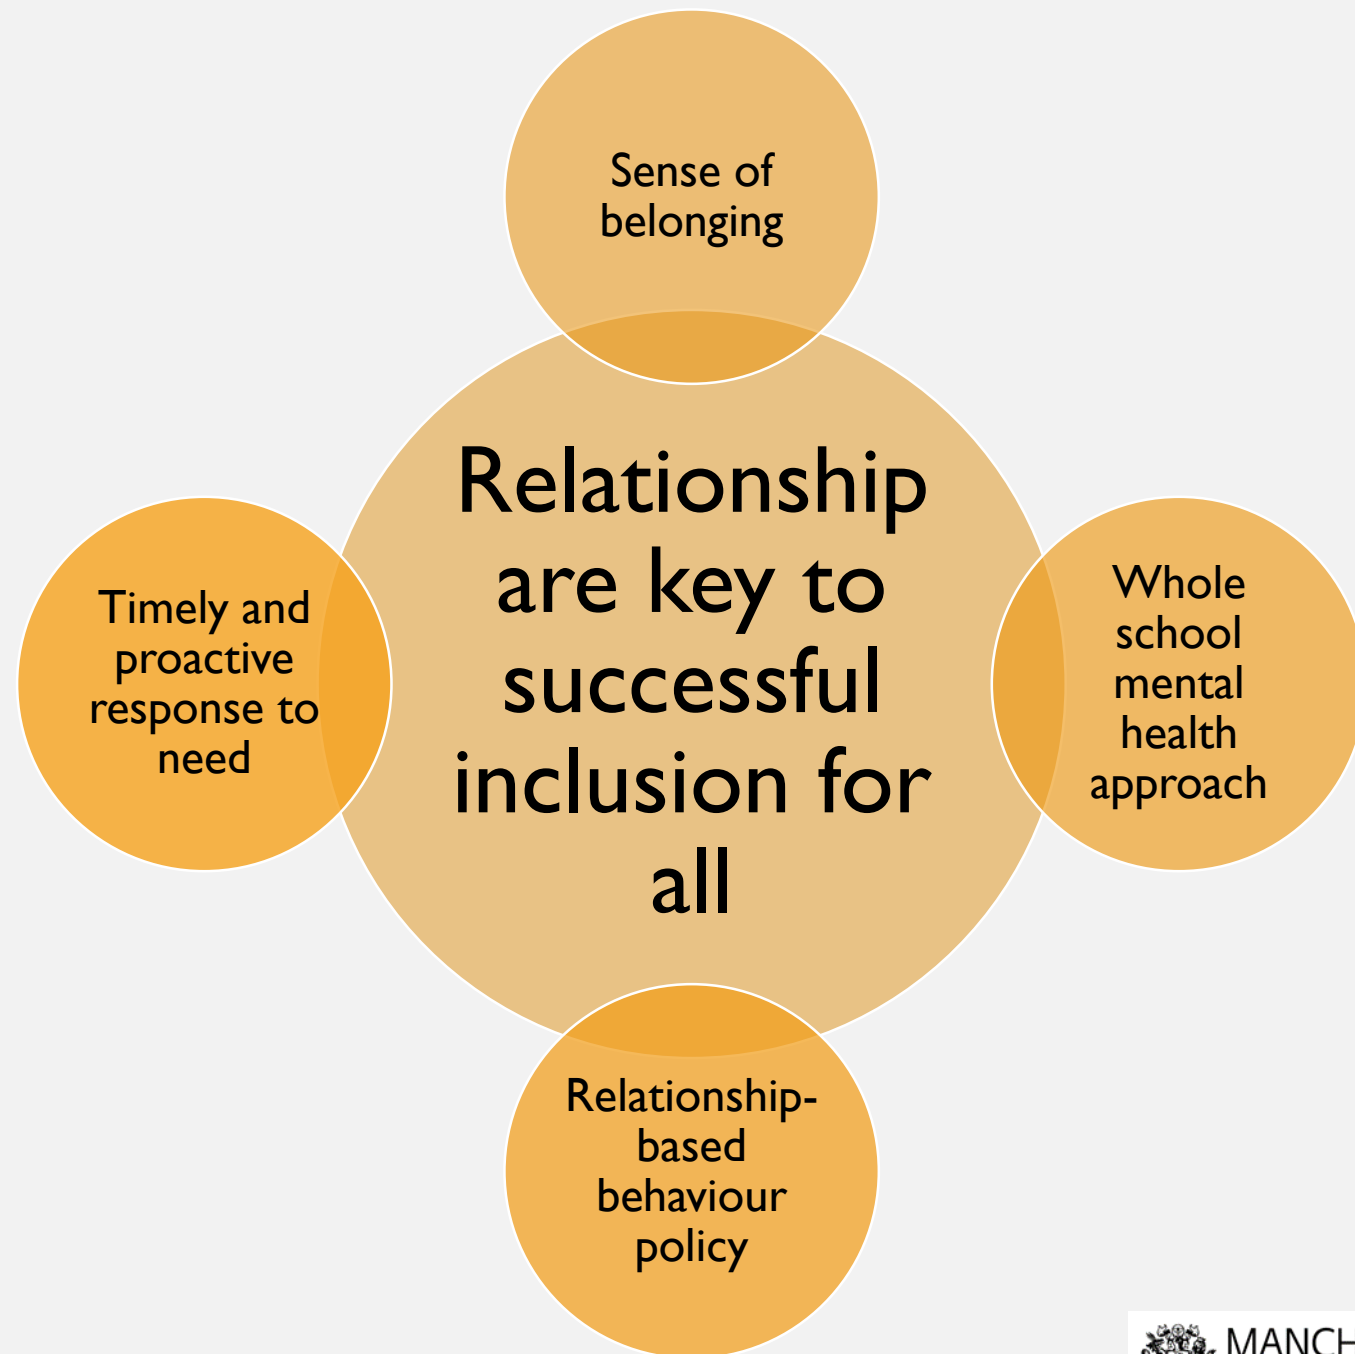 Sense of
belonging
Relationship
are key to
successful
inclusion for
all
Timely and
proactive
response to
need
Whole
school
mental
health
approach
Relationship-
based
behaviour
policy
MANCH